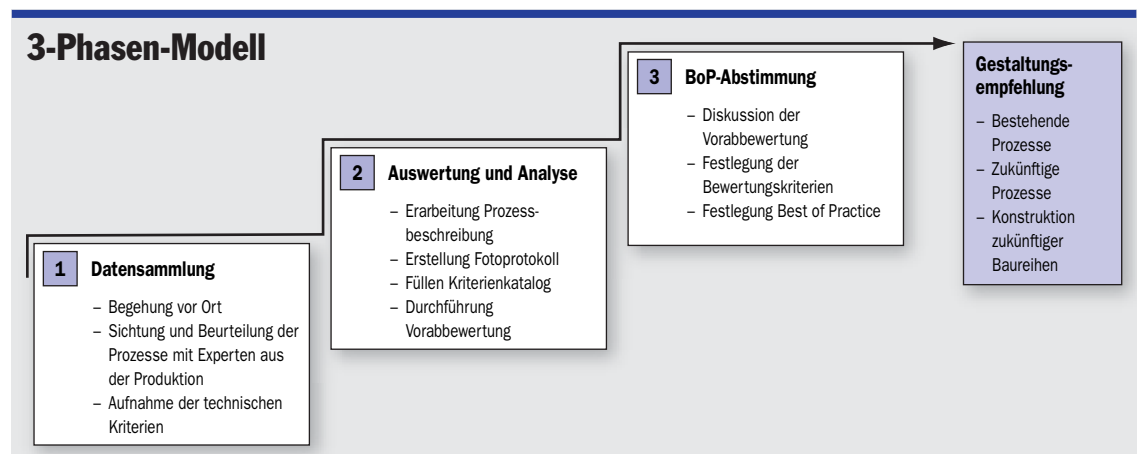 3-Phasen-Modell
1 Datensammlung
– Begehung vor Ort
– Sichtung und Beurteilung der
Prozesse mit Experten aus
der Produktion
– Aufnahme der technischen
Kriterien
2 Auswertung und Analyse
– Erarbeitung Prozess-
beschreibung
– Erstellung Fotoprotokoll
– Füllen Kriterienkatalog
– Durchführung
Vorabbewertung
3 BoP-Abstimmung
– Diskussion der
Vorabbewertung
– Festlegung der
Bewertungskriterien
– Festlegung Best of Practice
Gestaltungs-
empfehlung
– Bestehende
Prozesse
– Zukünftige
Prozesse
– Konstruktion
zukünftiger
Baureihen